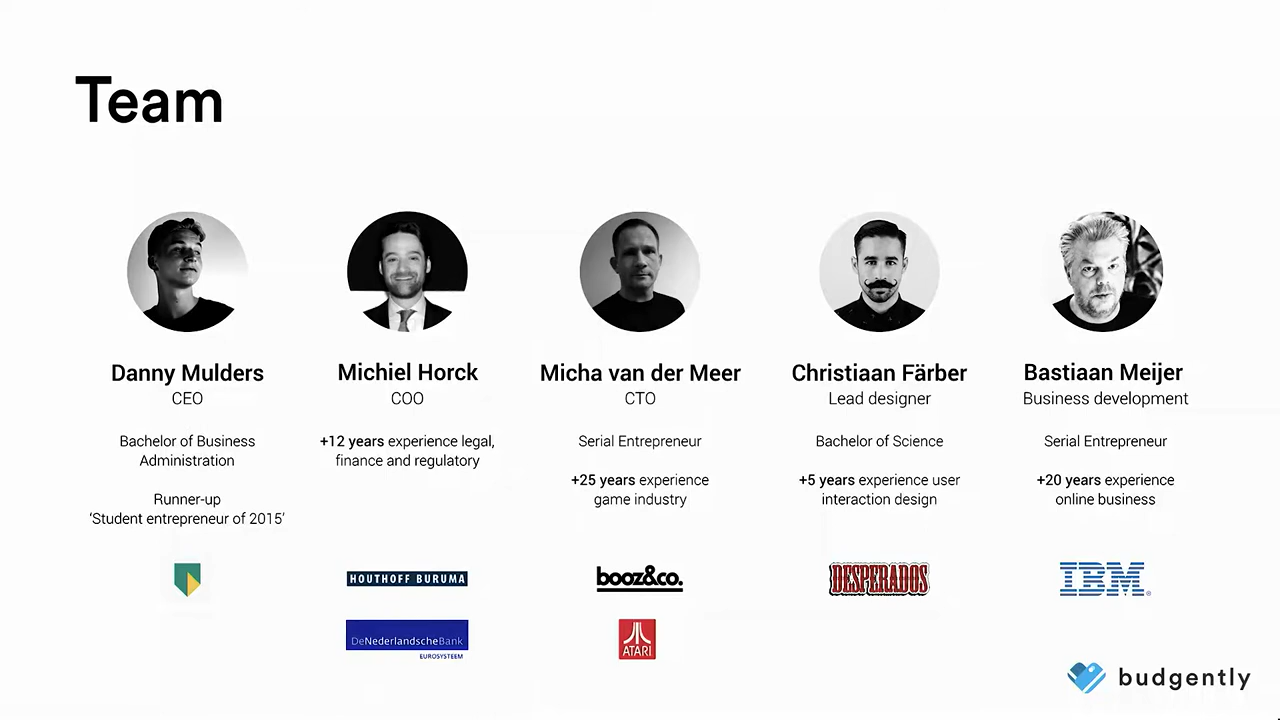 Team
Danny Mulders
CEO
Bachelor of Business
Administration
Runner-up
‘Student entrepreneur of 2015’
Michiel Horck
COO
+12 years experience legal,
finance and regulatory
HOUTHOFF BURUMA
DeNederlandscheBank
EUROSYSTEEM
Micha van der Meer
CTO
Serial Entrepreneur
+25 years experience
game industry
booz&co.
ATARI
Christiaan Färber
Lead designer
Bachelor of Science
+5 years experience user
interaction design
DESPERADOS
Bastiaan Meijer
Business development
Serial Entrepreneur
+20 years experience
online business
IBM®
budgently